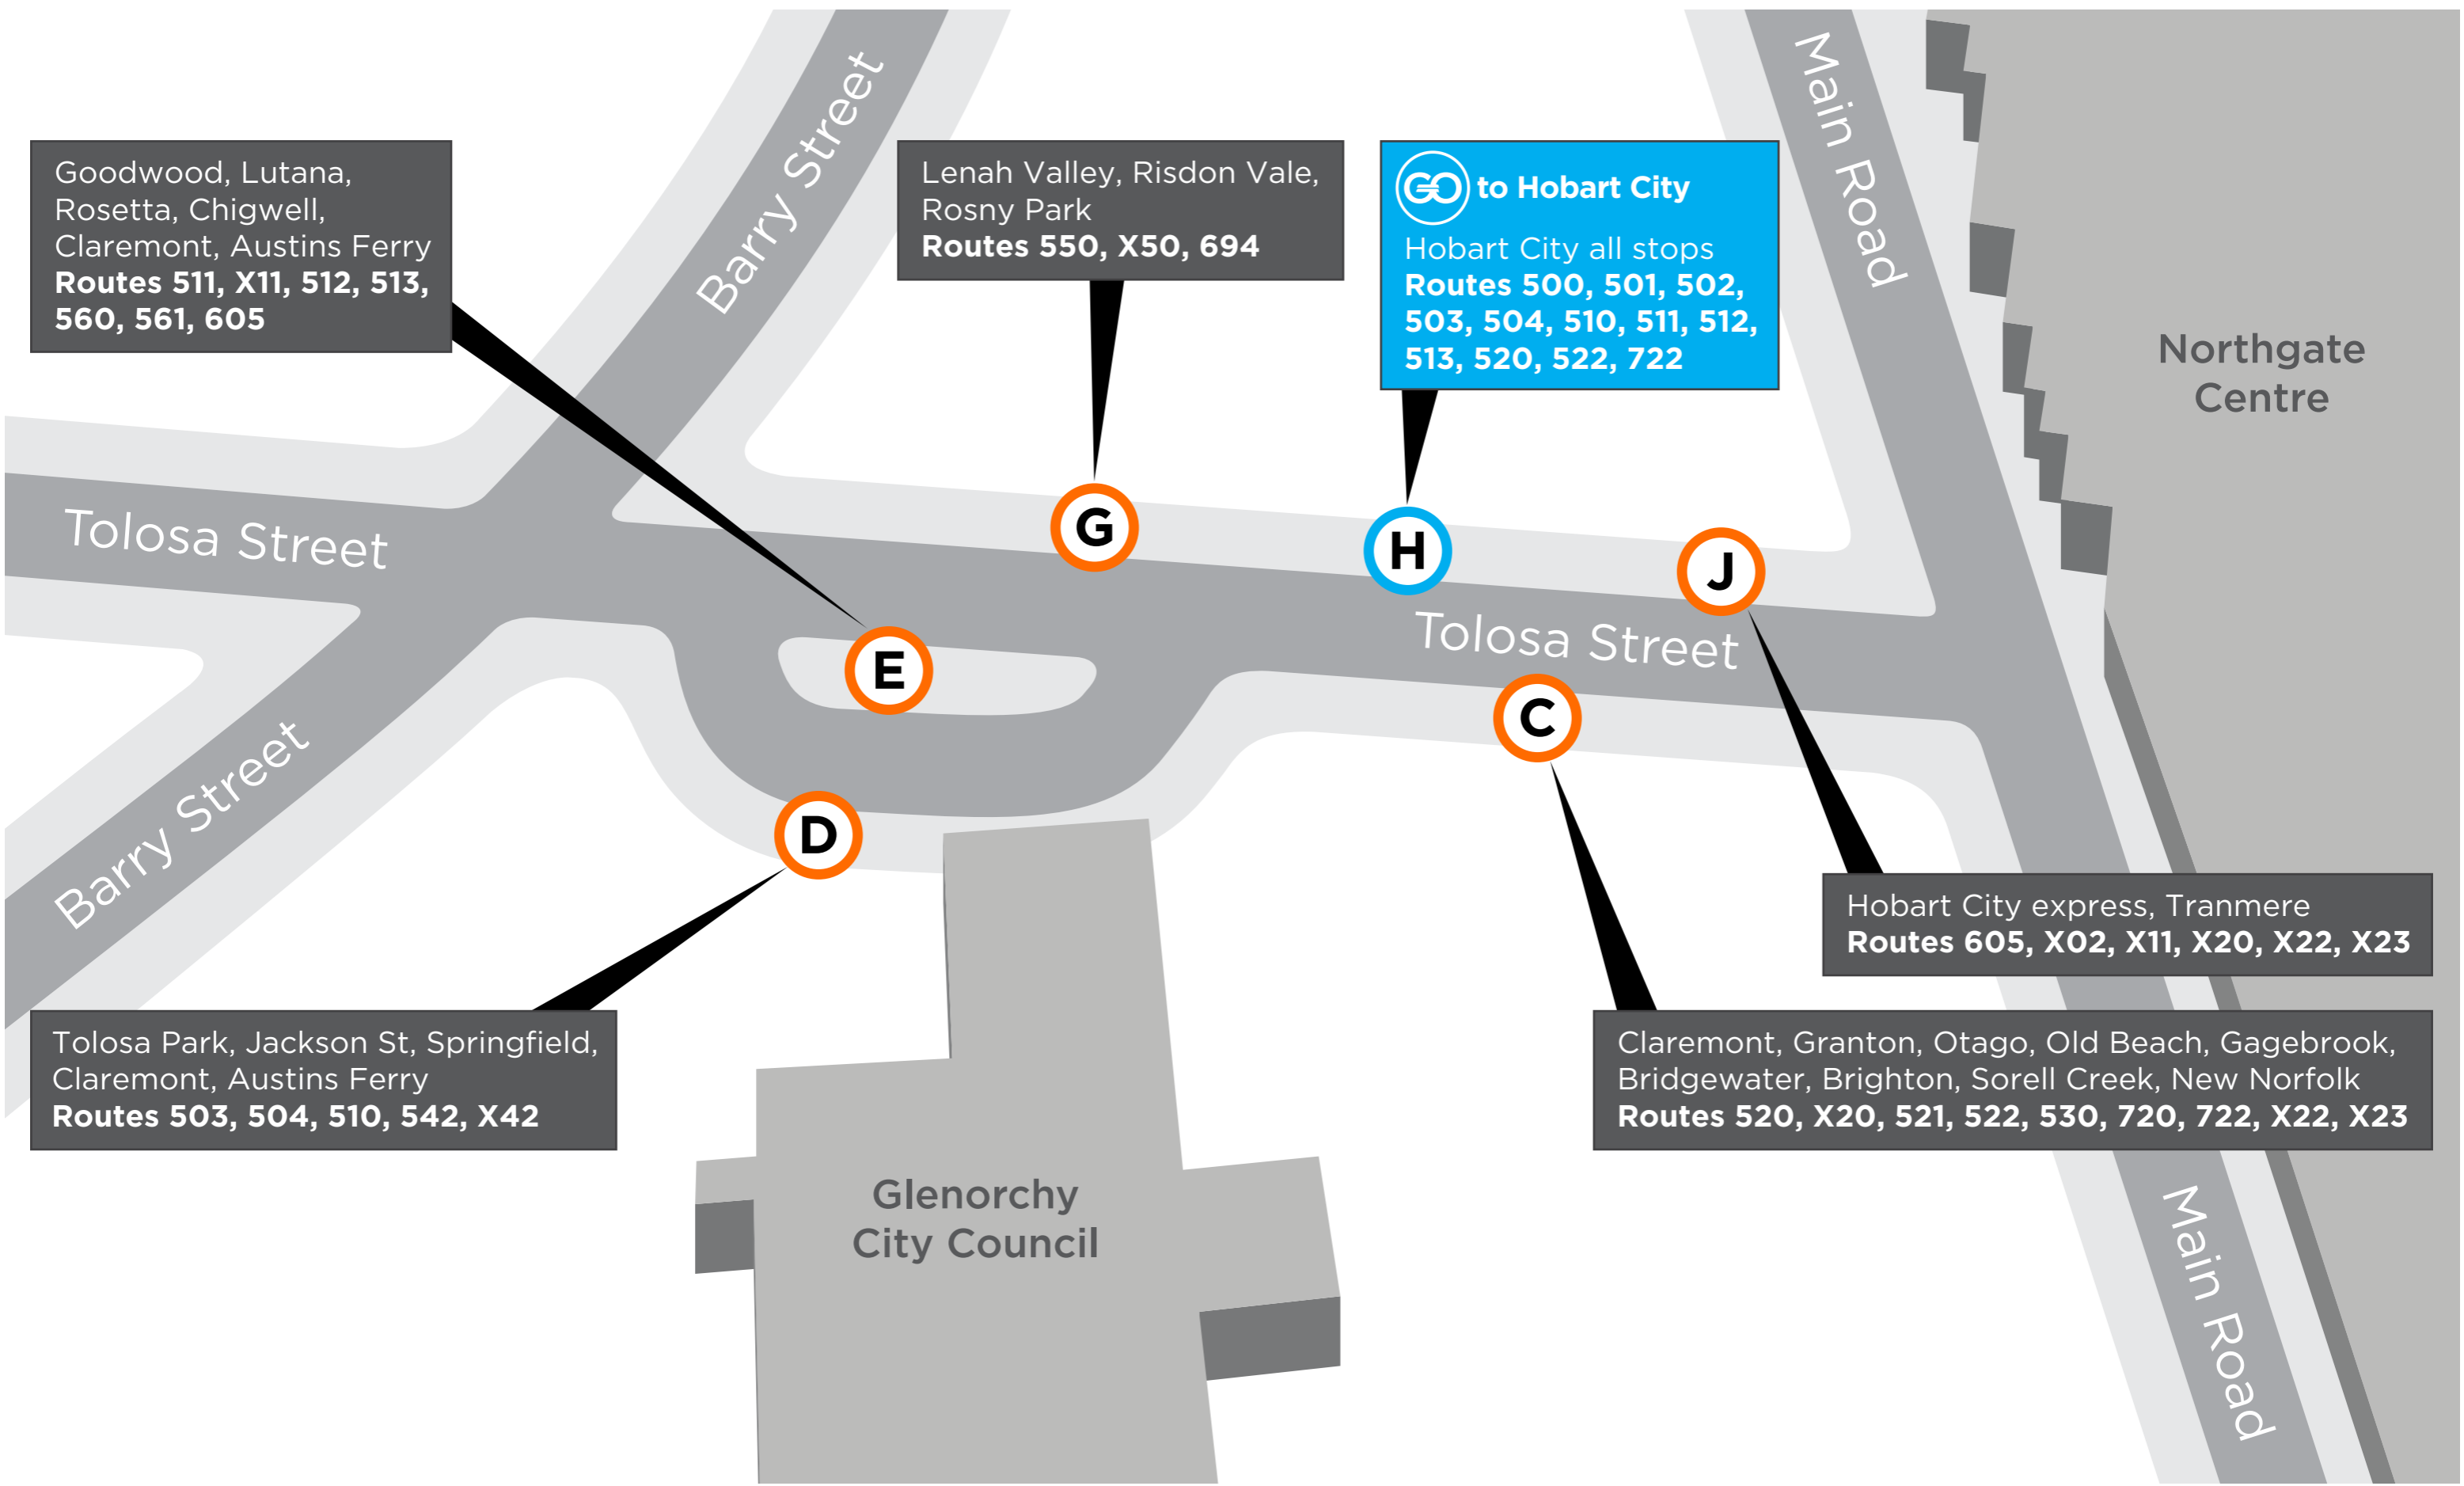 Barry Street
Main Road
Goodwood, Lutana,
Rosetta, Chigwell,
Claremont, Austins Ferry
Routes 511, X11, 512, 513,
560, 561, 605
Lenah Valley, Risdon Vale,
Rosny Park
Routes 550, X50, 694
GO to Hobart City
Hobart City all stops
Routes 500, 501, 502,
503, 504, 510, 511, 512,
513, 520, 522, 722
Northgate
Centre
Tolosa Street
G
H
J
Tolosa Street
E
C
D
Barry Street
Hobart City express, Tranmere
Routes 605, X02, X11, X20, X22, X23
Tolosa Park, Jackson St, Springfield,
Claremont, Austins Ferry
Routes 503, 504, 510, 542, X42
Claremont, Granton, Otago, Old Beach, Gagebrook,
Bridgewater, Brighton, Sorell Creek, New Norfolk
Routes 520, X20, 521, 522, 530, 720, 722, X22, X23
Glenorchy
City Council
Main Road